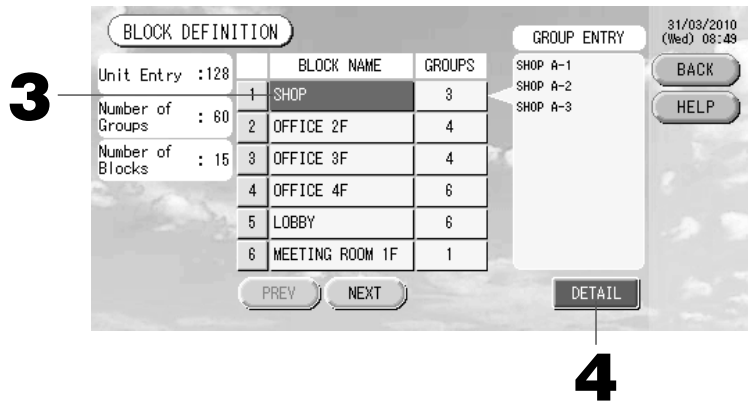 BLOCK DEFINITION
GROUP ENTRY
31/03/2010
(Wed) 08:49
Unit Entry :128
Number of
Groups : 60
Number of
Blocks : 15
BLOCK NAME GROUPS
1 SHOP 3
2 OFFICE 2F 4
3 OFFICE 3F 4
4 OFFICE 4F 6
5 LOBBY 6
6 MEETING ROOM 1F 1
SHOP A-1
SHOP A-2
SHOP A-3
BACK
HELP
PREV NEXT
DETAIL
3
4